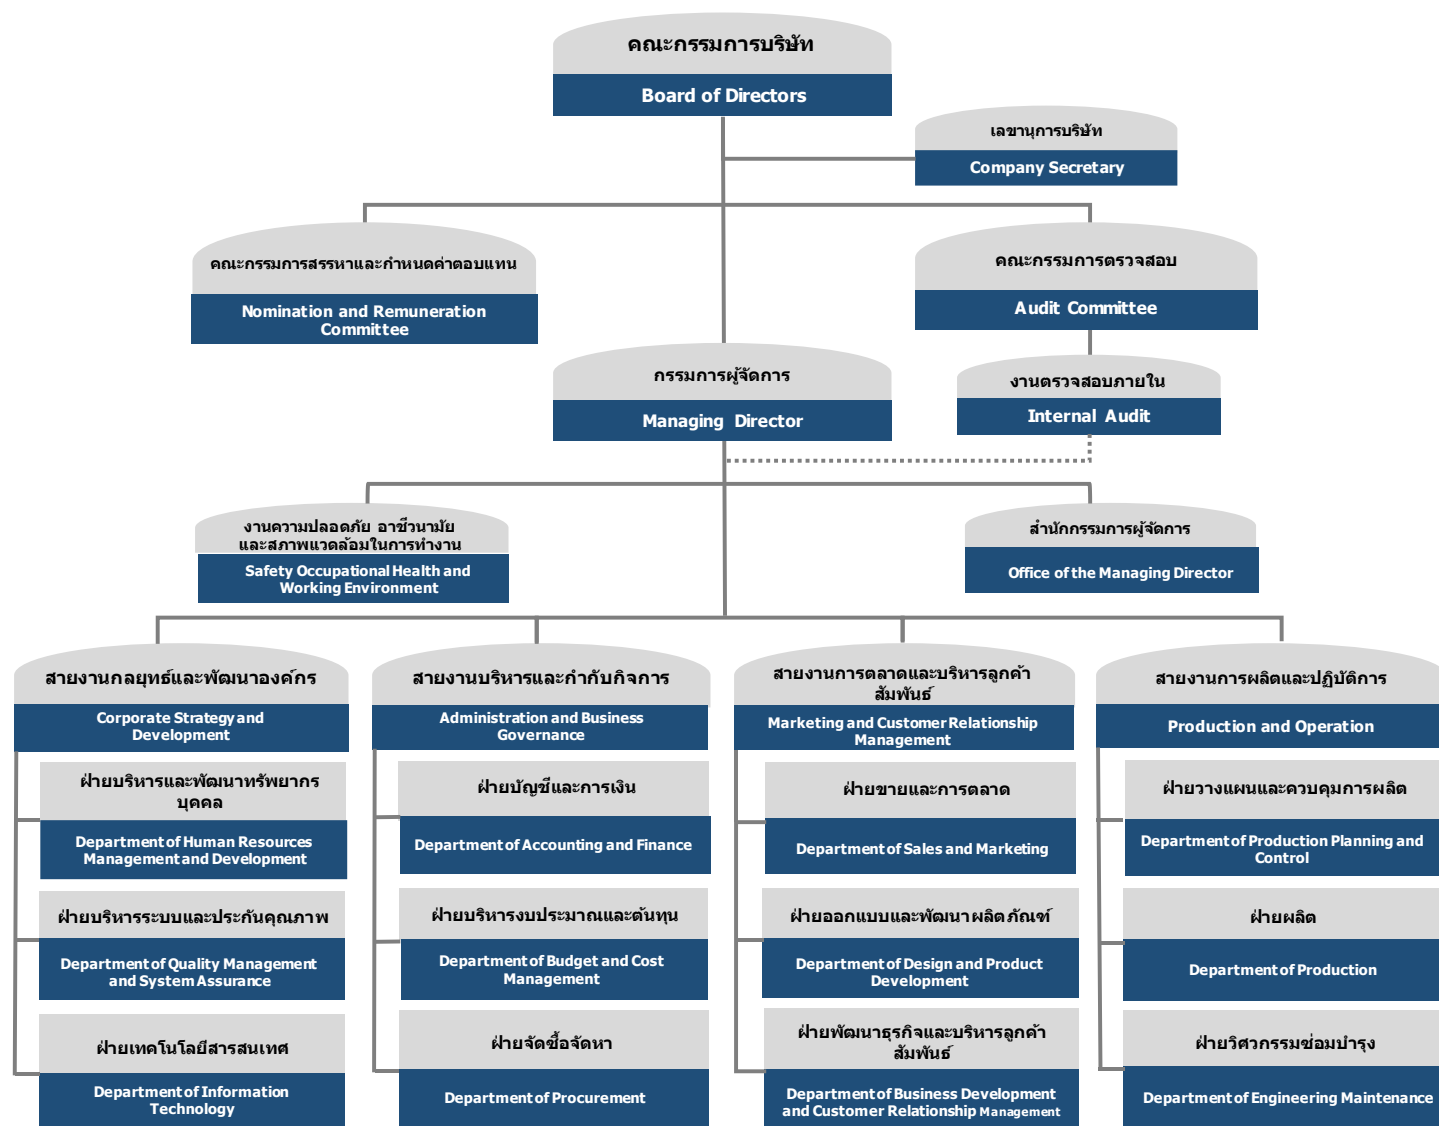 คณะกรรมการบริษัท
Board of Directors
เลขานุการบริษัท
Company Secretary
คณะกรรมการสรรหาและกำหนดค่าตอบแทน
Nomination and Remuneration
Committee
คณะกรรมการตรวจสอบ
Audit Committee
กรรมการผู้จัดการ
Managing Director
งานตรวจสอบภายใน
Internal Audit
งานความปลอดภัย อาชีวนามัย
และสภาพแวดล้อมในการทำงาน
Safety Occupational Health and
Working Environment
สำนักกรรมการผู้จัดการ
Office of the Managing Director
สายงานกลยุทธ์และพัฒนาองค์กร
Corporate Strategy and
Development
ฝ่ายบริหารและพัฒนาทรัพยากร
บุคคล
Department of Human Resources
Management and Development
ฝ่ายบริหารระบบและประกันคุณภาพ
Department of Quality Management
and System Assurance
ฝ่ายเทคโนโลยีสารสนเทศ
Department of Information
Technology
สายงานบริหารและกำกับกิจการ
Administration and Business
Governance
ฝ่ายบัญชีและการเงิน
Department of Accounting and Finance
ฝ่ายบริหารงบประมาณและต้นทุน
Department of Budget and Cost
Management
ฝ่ายจัดซื้อจัดหา
Department of Procurement
สายงานการตลาดและบริหารลูกค้า
สัมพันธ์
Marketing and Customer Relationship
Management
ฝ่ายขายและการตลาด
Department of Sales and Marketing
ฝ่ายออกแบบและพัฒนาผลิตภัณฑ์
Department of Design and Product
Development
ฝ่ายพัฒนาธุรกิจและบริหารลูกค้า
สัมพันธ์
Department of Business Development
and Customer Relationship Management
สายงานการผลิตและปฏิบัติการ
Production and Operation
ฝ่ายวางแผนและควบคุมการผลิต
Department of Production Planning and
Control
ฝ่ายผลิต
Department of Production
ฝ่ายวิศวกรรมซ่อมบำรุง
Department of Engineering Maintenance